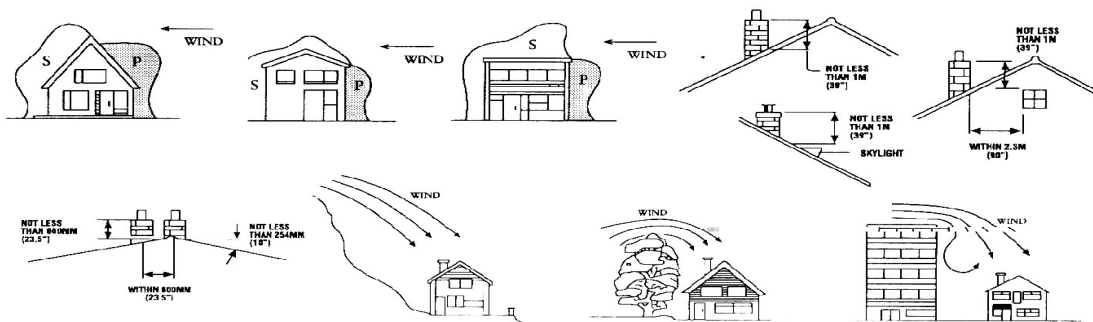 S
P
WIND
S
P
WIND
S
P
WIND
NOT LESS
THAN 1M
(39")
NOT LESS
THAN 1M
(39")
SKYLIGHT
NOT LESS
THAN 1M
(39")
WITHIN 2.3M
(90")
NOT LESS
THAN 600MM
(23.5")
NOT LESS
THAN 254MM
(10")
WITHIN 600MM
(23.5")
WIND
WIND
WIND